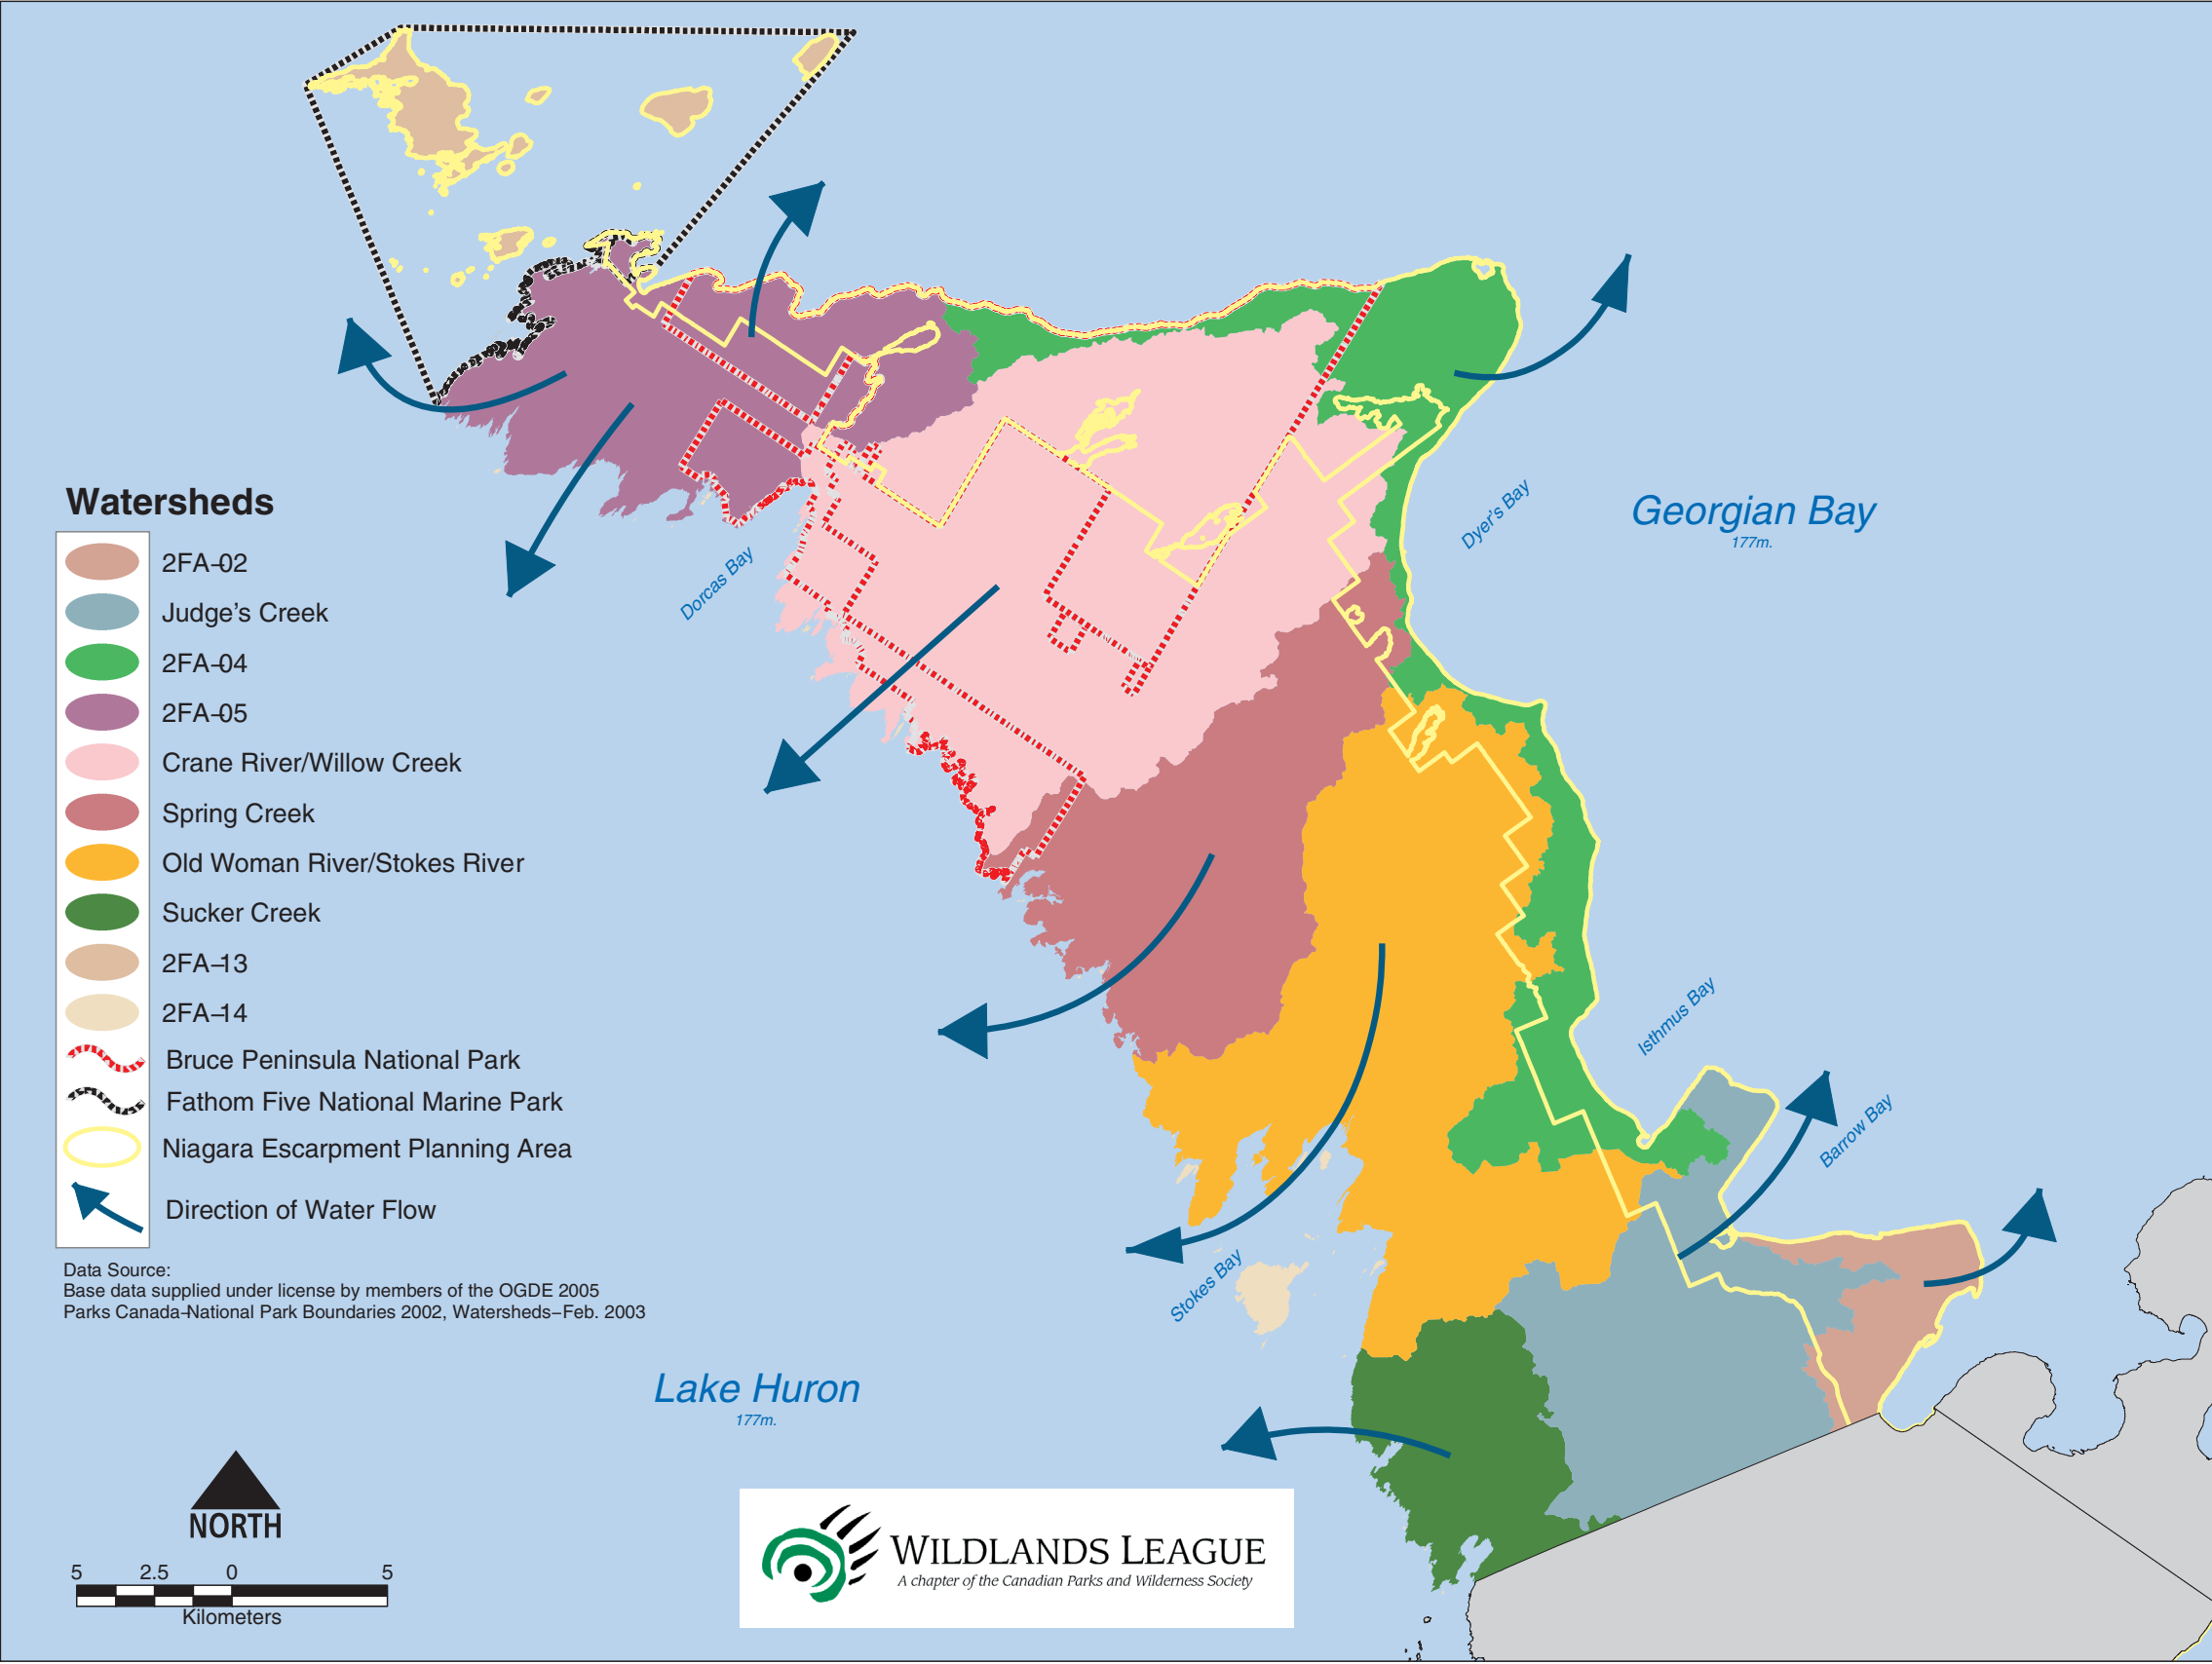 Georgian Bay
177m.
Dyer's Bay
Dorcas Bay
Isthmus Bay
Barrow Bay
Stokes Bay
Lake Huron
177m.
Watersheds
2FA-02
Judge's Creek
2FA-04
2FA-05
Crane River/Willow Creek
Spring Creek
Old Woman River/Stokes River
Sucker Creek
2FA-13
2FA-14
Bruce Peninsula National Park
Fathom Five National Marine Park
Niagara Escarpment Planning Area
Direction of Water Flow
Data Source:
Base data supplied under license by members of the OGDE 2005
Parks Canada-National Park Boundaries 2002, Watersheds-Feb. 2003
NORTH
5 2.5 0 5
Kilometers
WILDLANDS LEAGUE
A chapter of the Canadian Parks and Wilderness Society